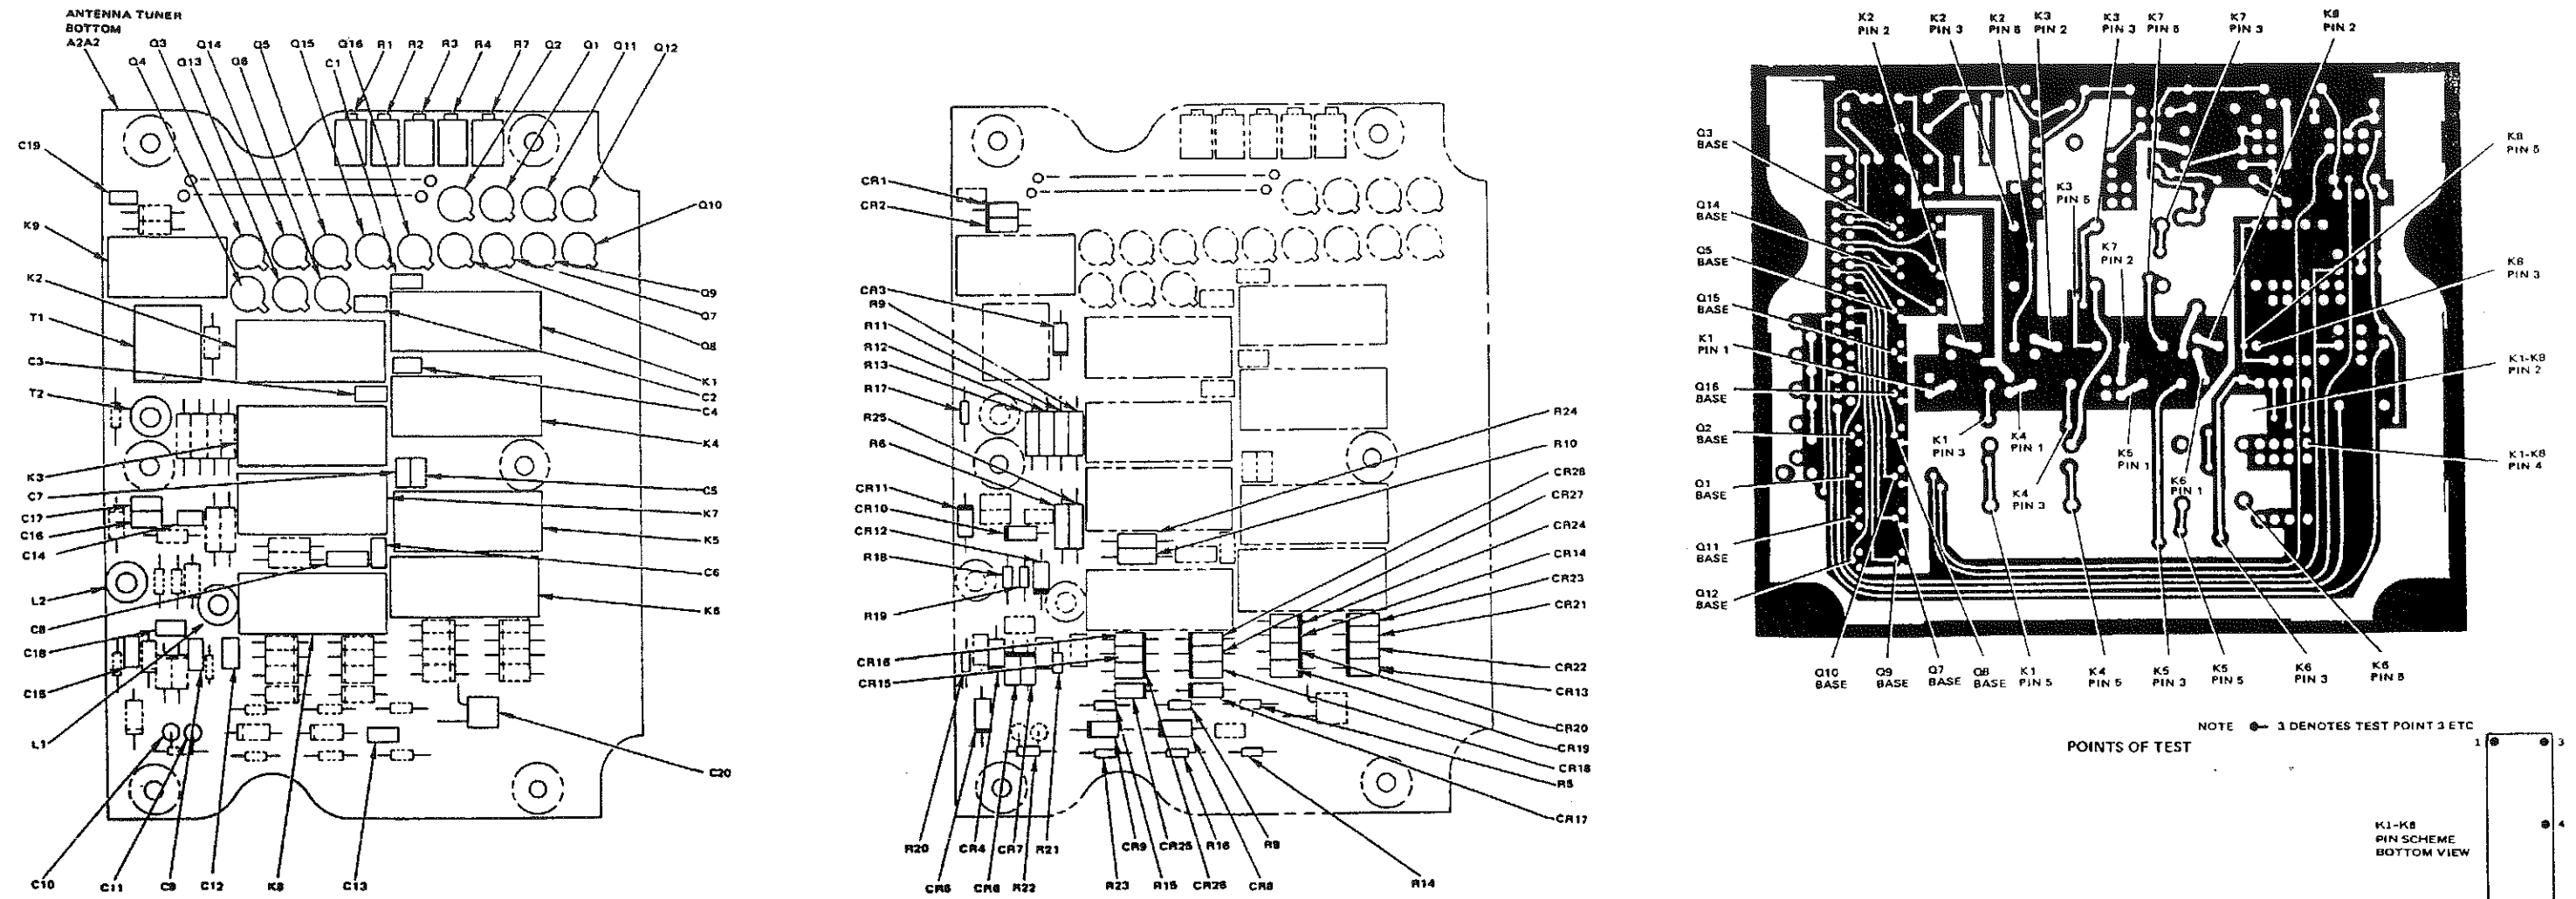 ANTENNA TUNER
BOTTOM
A2A2
Q3
Q14
Q5
Q15
Q16
R1
R2
R3
R4
R7
Q2
Q1
Q11
Q12
Q4
Q13
Q6
C1
C19
K9
K2
T1
C3
T2
K3
C7
C17
C16
C14
L2
C8
C18
C15
L1
Q10
Q9
Q7
Q8
K1
C2
C4
K4
C5
K7
K5
C6
K6
C20
C10
C11
C9
C12
K8
C13
CR1
CR2
CR3
R9
R11
R12
R13
R17
R25
R6
CR11
CR10
CR12
R18
R19
CR16
CR15
R24
R10
CR28
CR27
CR24
CR14
CR23
CR21
CR22
CR13
CR20
CR19
CR18
R5
CR17
R20
CR4
CR7
R21
CR9
CR25
R16
R8
CR5
CR6
R22
R23
R15
CR26
CR8
R14
K2
PIN 2
K2
PIN 3
K2
PIN 5
K3
PIN 2
K3
PIN 3
K7
PIN 5
K7
PIN 3
K8
PIN 2
Q3
BASE
Q14
BASE
Q5
BASE
Q15
BASE
K1
PIN 1
Q16
BASE
Q2
BASE
Q1
BASE
Q11
BASE
Q12
BASE
K3
PIN 5
K7
PIN 2
K1
PIN 3
K4
PIN 1
K4
PIN 3
K5
PIN 1
K6
PIN 1
K8
PIN 5
K8
PIN 3
K1-K8
PIN 2
K1-K8
PIN 4
Q10
BASE
Q9
BASE
Q7
BASE
Q8
BASE
K1
PIN 5
K4
PIN 5
K5
PIN 3
K5
PIN 5
K6
PIN 3
K6
PIN 5
NOTE 3 DENOTES TEST POINT 3 ETC
POINTS OF TEST
1
3
4
K1-K8
PIN SCHEME
BOTTOM VIEW